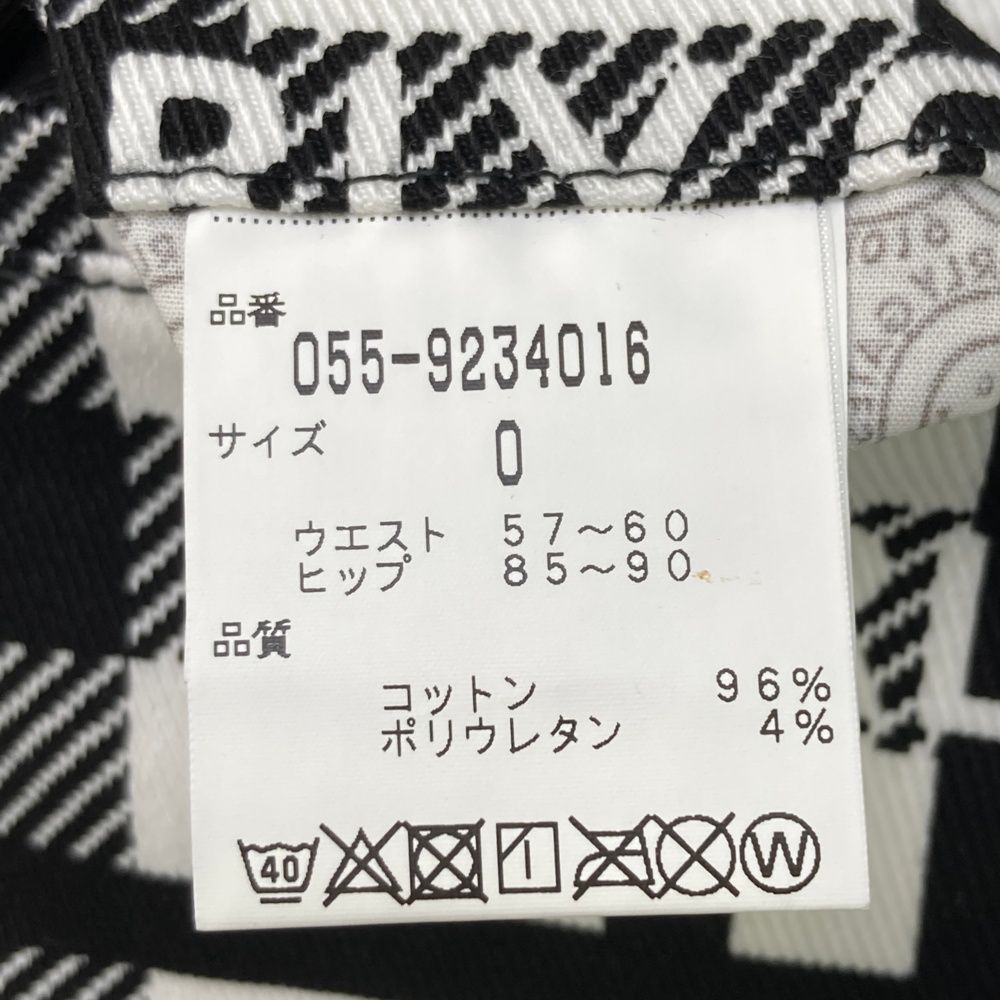 品番
055-9234016
サイズ 0
ウエスト 57～60
ヒップ 85～90
品質
コットン 96%
ポリウレタン 4%
40
W